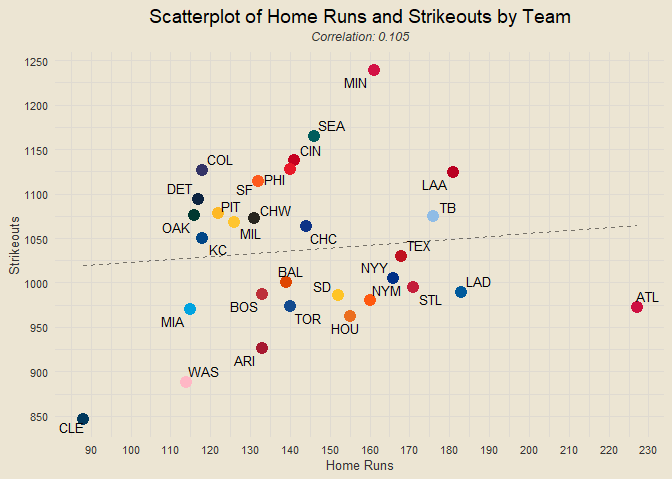 Scatterplot of Home Runs and Strikeouts by Team
Correlation: 0.105
1250
MIN
1200
SEA
1150
CIN
COL
PHI
LAA
DET
SF
1100
PIT
CHW
TB
OAK
MIL
CHC
1050
KC
TEX
BAL
NYY
1000
SD
NYM
LAD
STL
ATL
BOS
TOR
MIA
HOU
950
ARI
900
WAS
850
CLE
Strikeouts
90 100 110 120 130 140 150 160 170 180 190 200 210 220 230
Home Runs